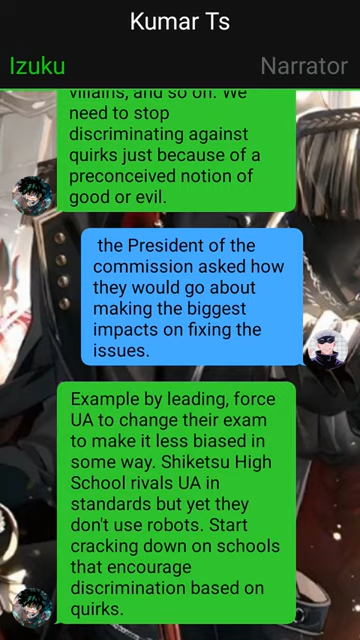 Kumar Ts
Izuku
Narrator
villains, and so on. We
need to stop
discriminating against
quirks just because of a
preconceived notion of
good or evil.
the President of the
commission asked how
they would go about
making the biggest
impacts on fixing the
issues.
Example by leading, force
UA to change their exam
to make it less biased in
some way. Shiketsu High
School rivals UA in
standards but yet they
don't use robots. Start
cracking down on schools
that encourage
discrimination based on
quirks.